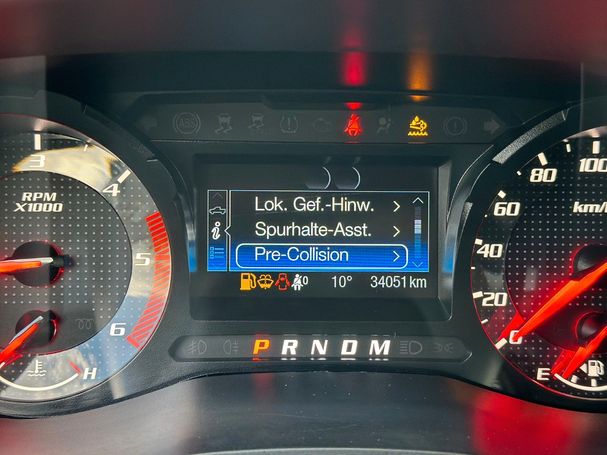 ABS
3
4
RPM
X1000
5
6
H
Lok. Gef.-Hinw.
Spurhalte-Asst.
Pre-Collision
10° 34051 km
P R N D M
100
80
60
40
20
0
km/
E